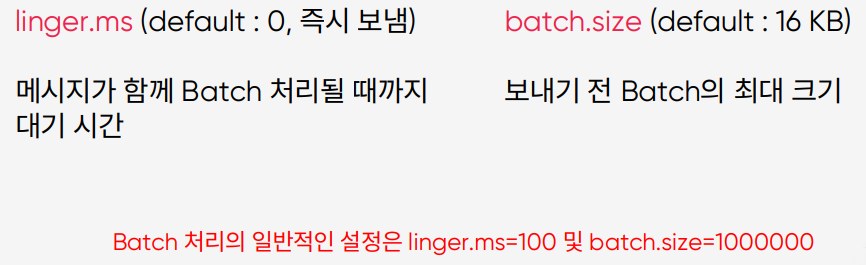 linger.ms (default : 0, 즉시 보냄)
메시지가 함께 Batch 처리될 때까지
대기 시간
batch.size (default : 16 KB)
보내기 전 Batch의 최대 크기
Batch 처리의 일반적인 설정은 linger.ms=100 및 batch.size=1000000